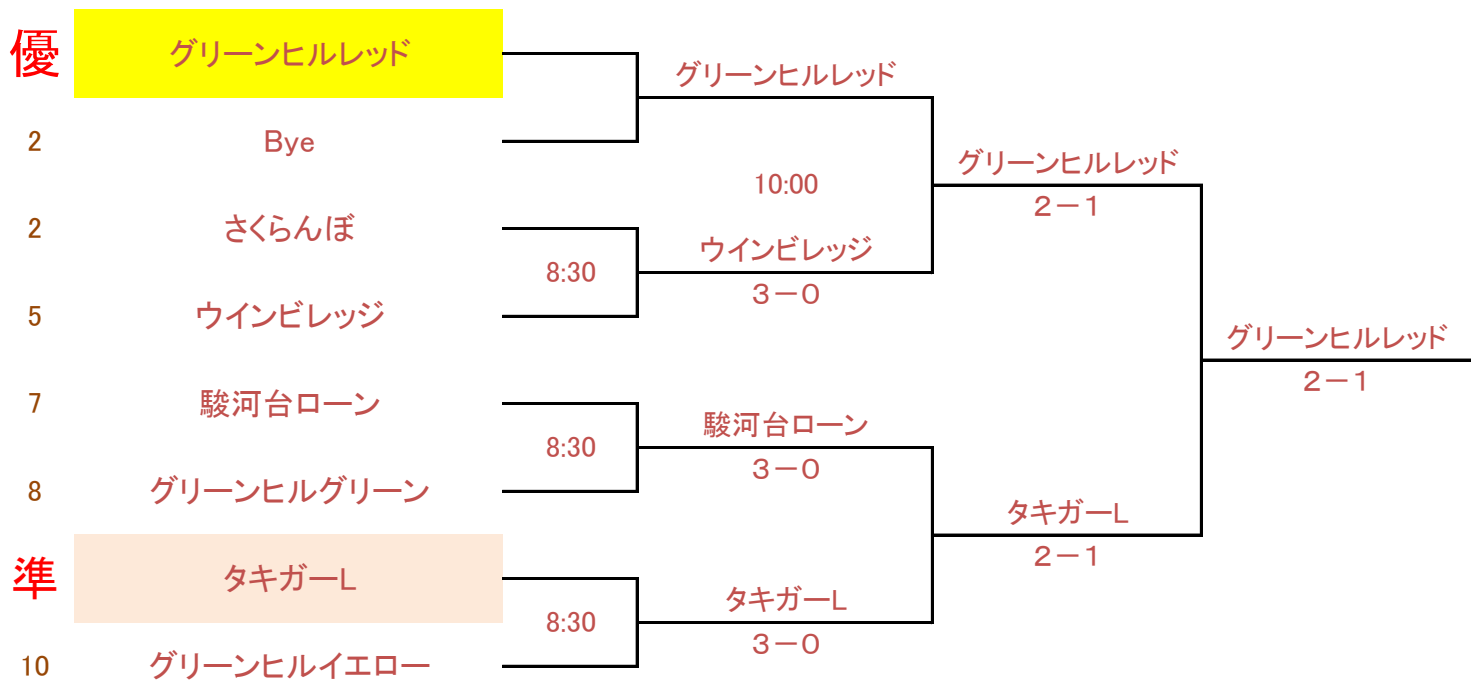 優 グリーンヒルレッド
グリーンヒルレッド
2 Bye
グリーンヒルレッド
10:00
2－1
2 さくらんぼ
ウインビレッジ
8:30
3－0
5 ウインビレッジ
グリーンヒルレッド
2－1
7 駿河台ローン
駿河台ローン
8:30
3－0
8 グリーンヒルグリーン
タキガーL
2－1
準 タキガーL
タキガーL
8:30
3－0
10 グリーンヒルイエロー